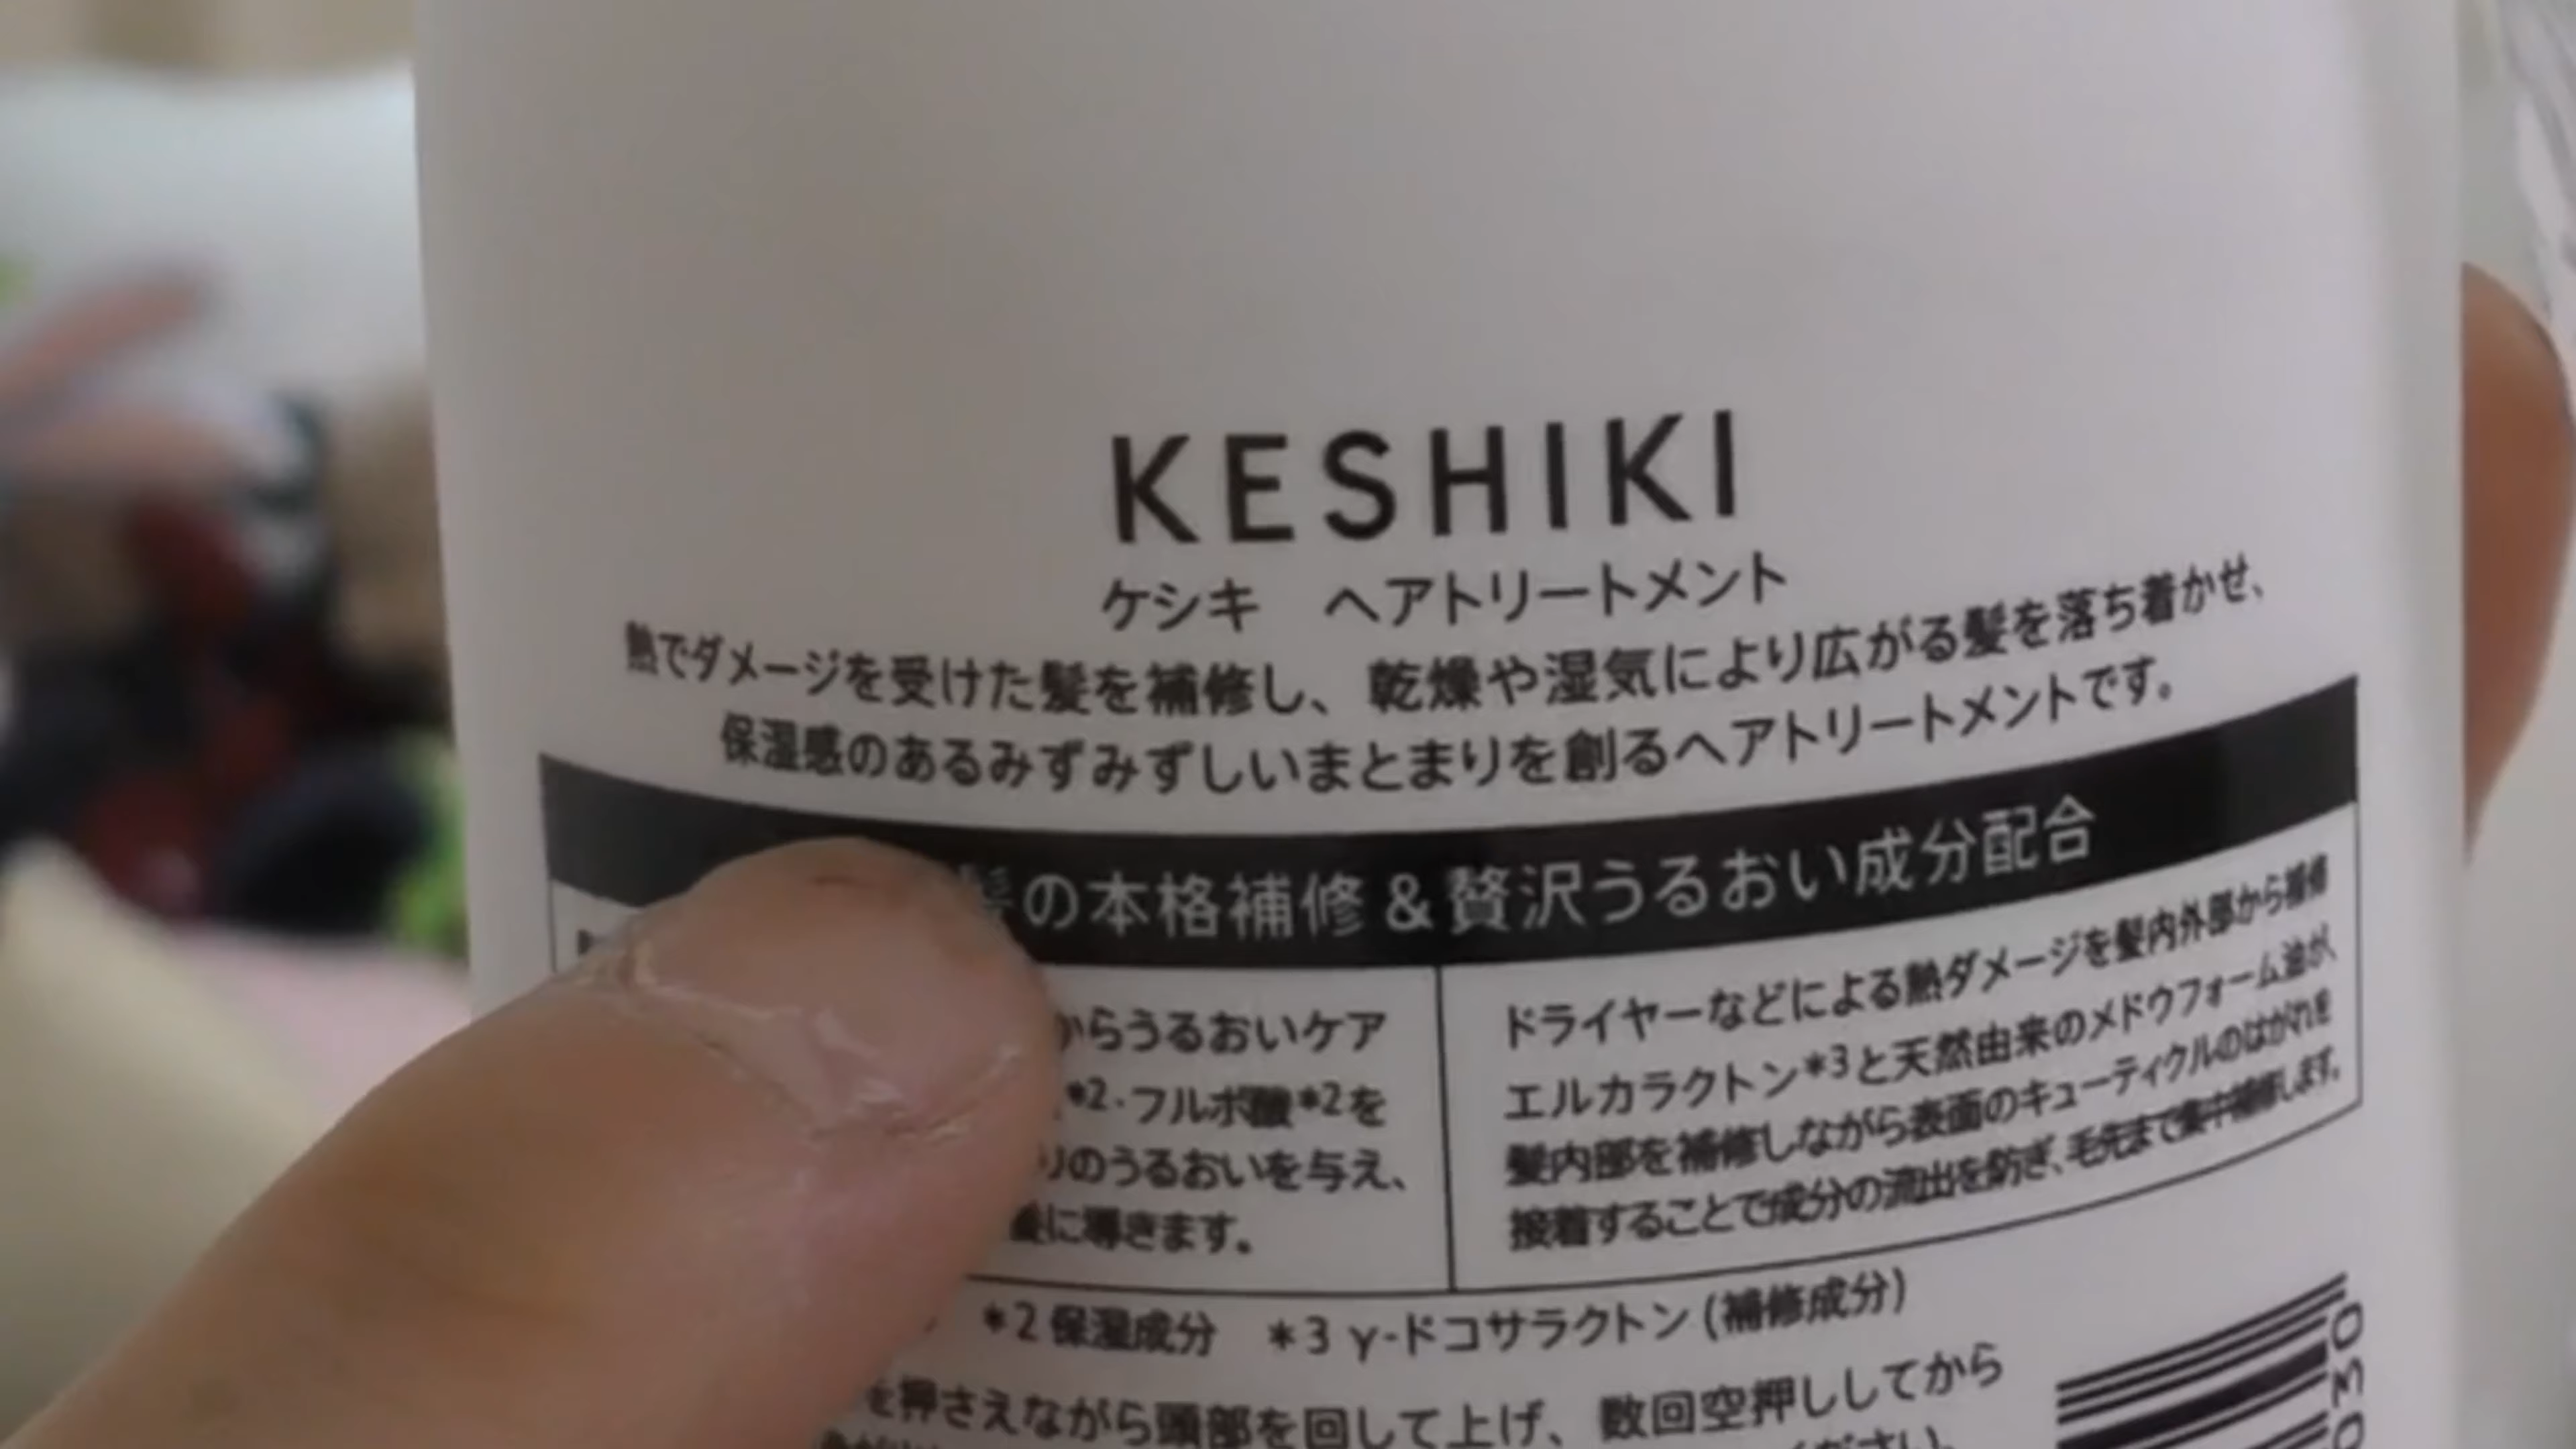 KESHIKI
ケシキ ヘアトリートメント
熱でダメージを受けた髪を補修し、乾燥や湿気により広がる髪を落ち着かせ、
保湿感のあるみずみずしいまとまりを創るヘアトリートメントです。
の本格補修&贅沢うるおい成分配合
からうるおいケア
*2・フルボ酸*2を
りのうるおいを与え、
に導きます。
ドライヤーなどによる熱ダメージを髪内外部から補修
エルカラクトン*3と天然由来のメドウフォーム油が、
髪内部を補修しながら表面のキューティクルのはがれを
接着することで成分の流出を防ぎ、毛先まで集中補修します。
*2 保湿成分 *3 γ-ドコサラクトン(補修成分)
を押さえながら頭部を回して上げ、数回空押ししてから
ください。
030